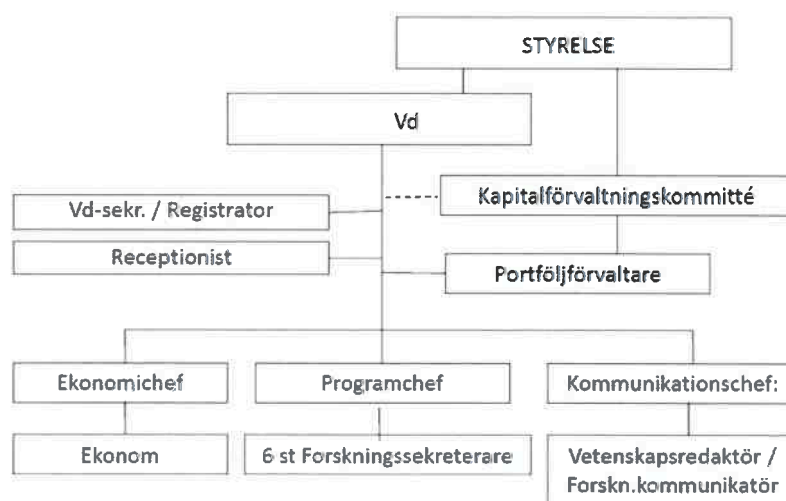 STYRELSE
Vd
Kapitalförvaltningskommitté
Vd-sekr. / Registrator
Receptionist
Portföljförvaltare
Ekonomichef
Programchef
Kommunikationschef:
Ekonom
6 st Forskningssekreterare
Vetenskapsredaktör /
Forskn.kommunikatör